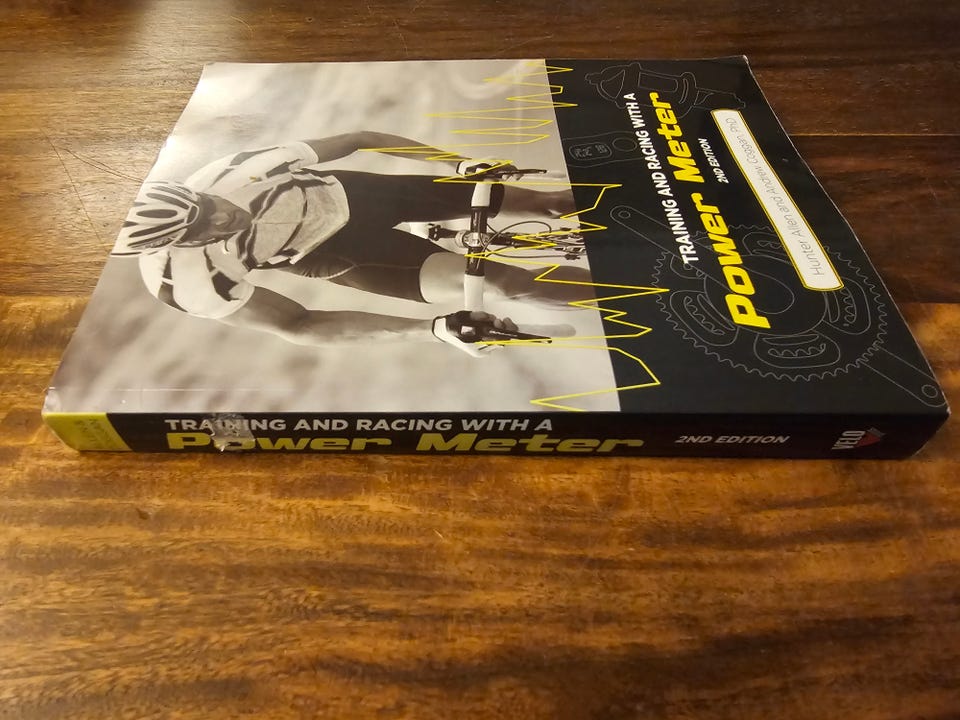 TRAINING AND RACING WITH A
Power Meter
2ND EDITION
Hunter Allen and Andrew Coggan, PhD
TRAINING AND RACING WITH A
Power Meter
2ND EDITION
VELO